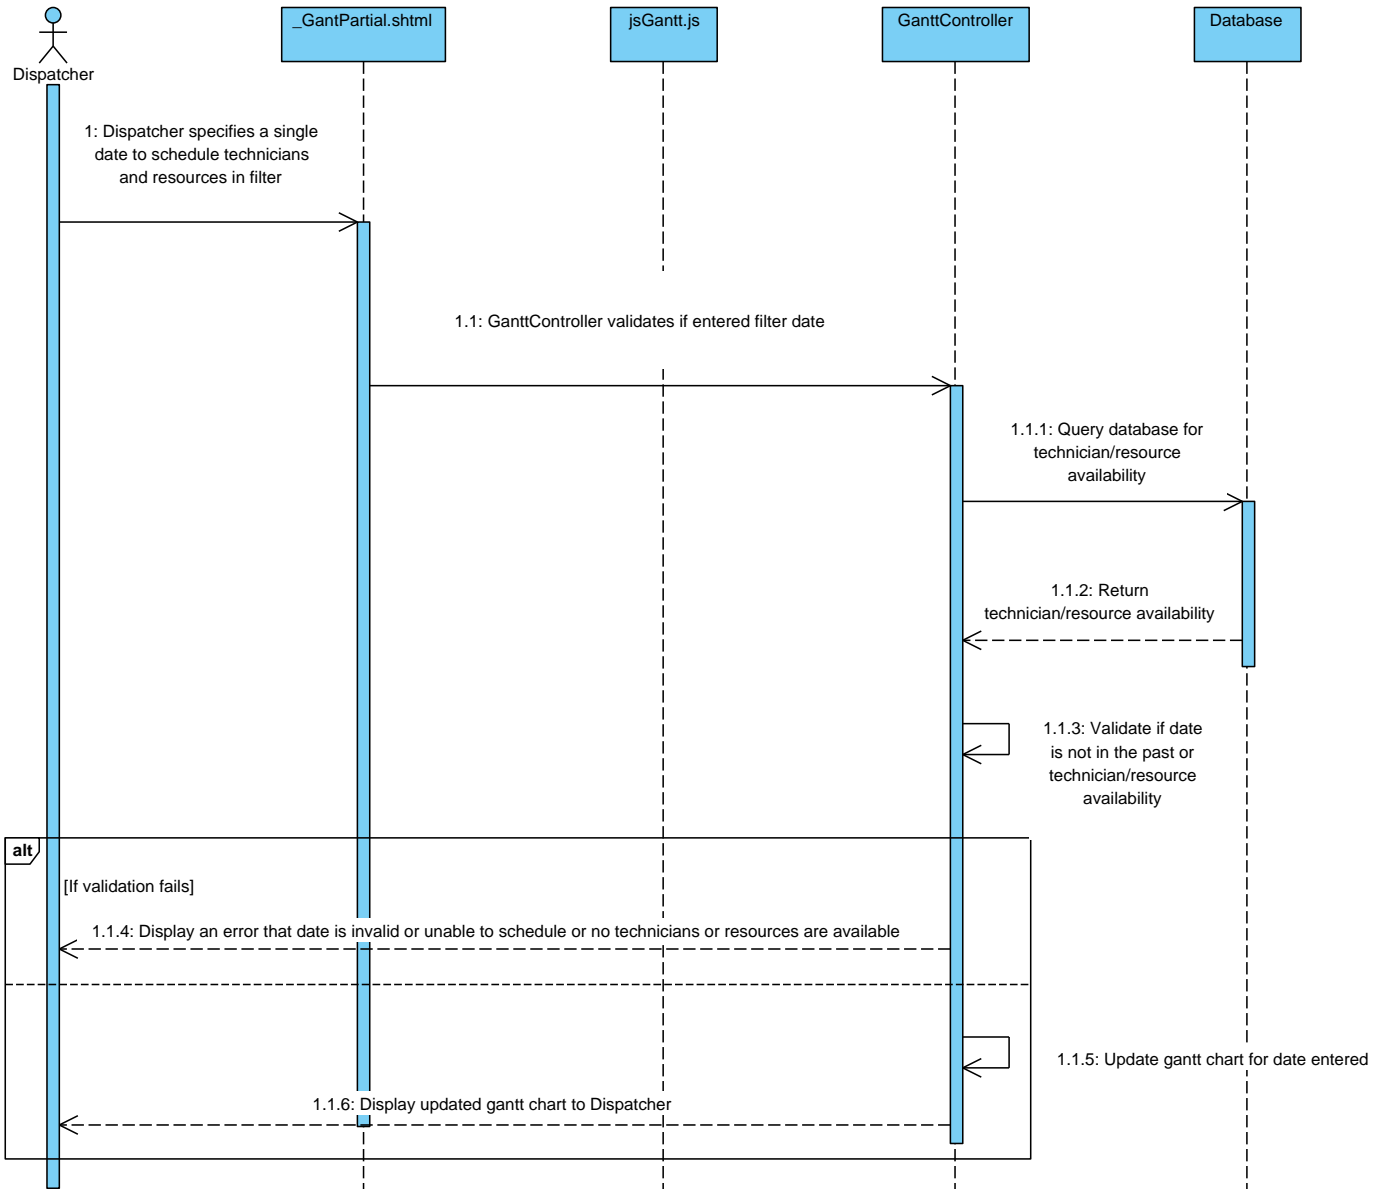 Dispatcher
_GantPartial.shtml
jsGantt.js
GanttController
Database
1: Dispatcher specifies a single
date to schedule technicians
and resources in filter
1.1: GanttController validates if entered filter date
1.1.1: Query database for
technician/resource
availability
1.1.2: Return
technician/resource availability
1.1.3: Validate if date
is not in the past or
technician/resource
availability
alt
[If validation fails]
1.1.4: Display an error that date is invalid or unable to schedule or no technicians or resources are available
1.1.5: Update gantt chart for date entered
1.1.6: Display updated gantt chart to Dispatcher